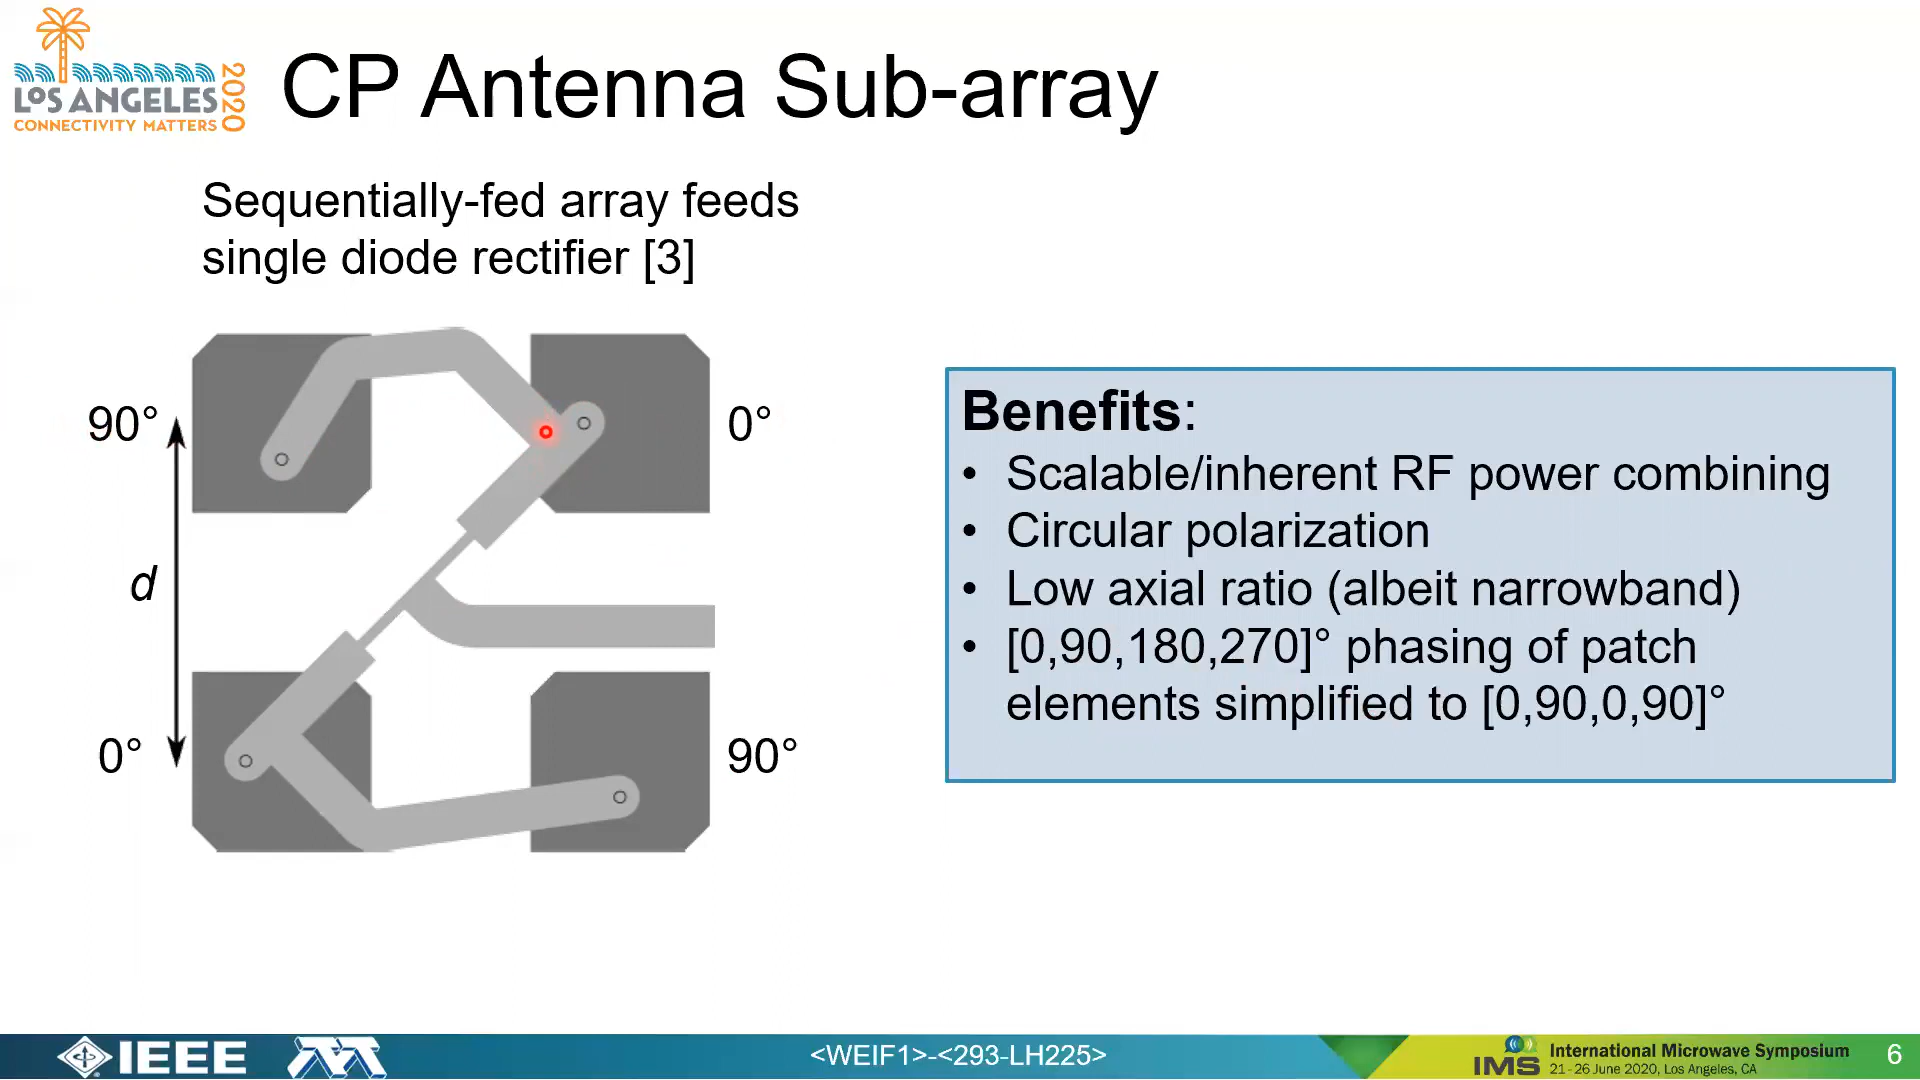 LOS ANGELES
CONNECTIVITY MATTERS
2020
CP Antenna Sub-array
Sequentially-fed array feeds
single diode rectifier [3]
90°
0°
d
0°
90°
Benefits:
• Scalable/inherent RF power combining
• Circular polarization
• Low axial ratio (albeit narrowband)
• [0,90,180,270]° phasing of patch
elements simplified to [0,90,0,90]°
IEEE
<WEIF1>-<293-LH225>
IMS
International Microwave Symposium
21-26 June 2020, Los Angeles, CA
6